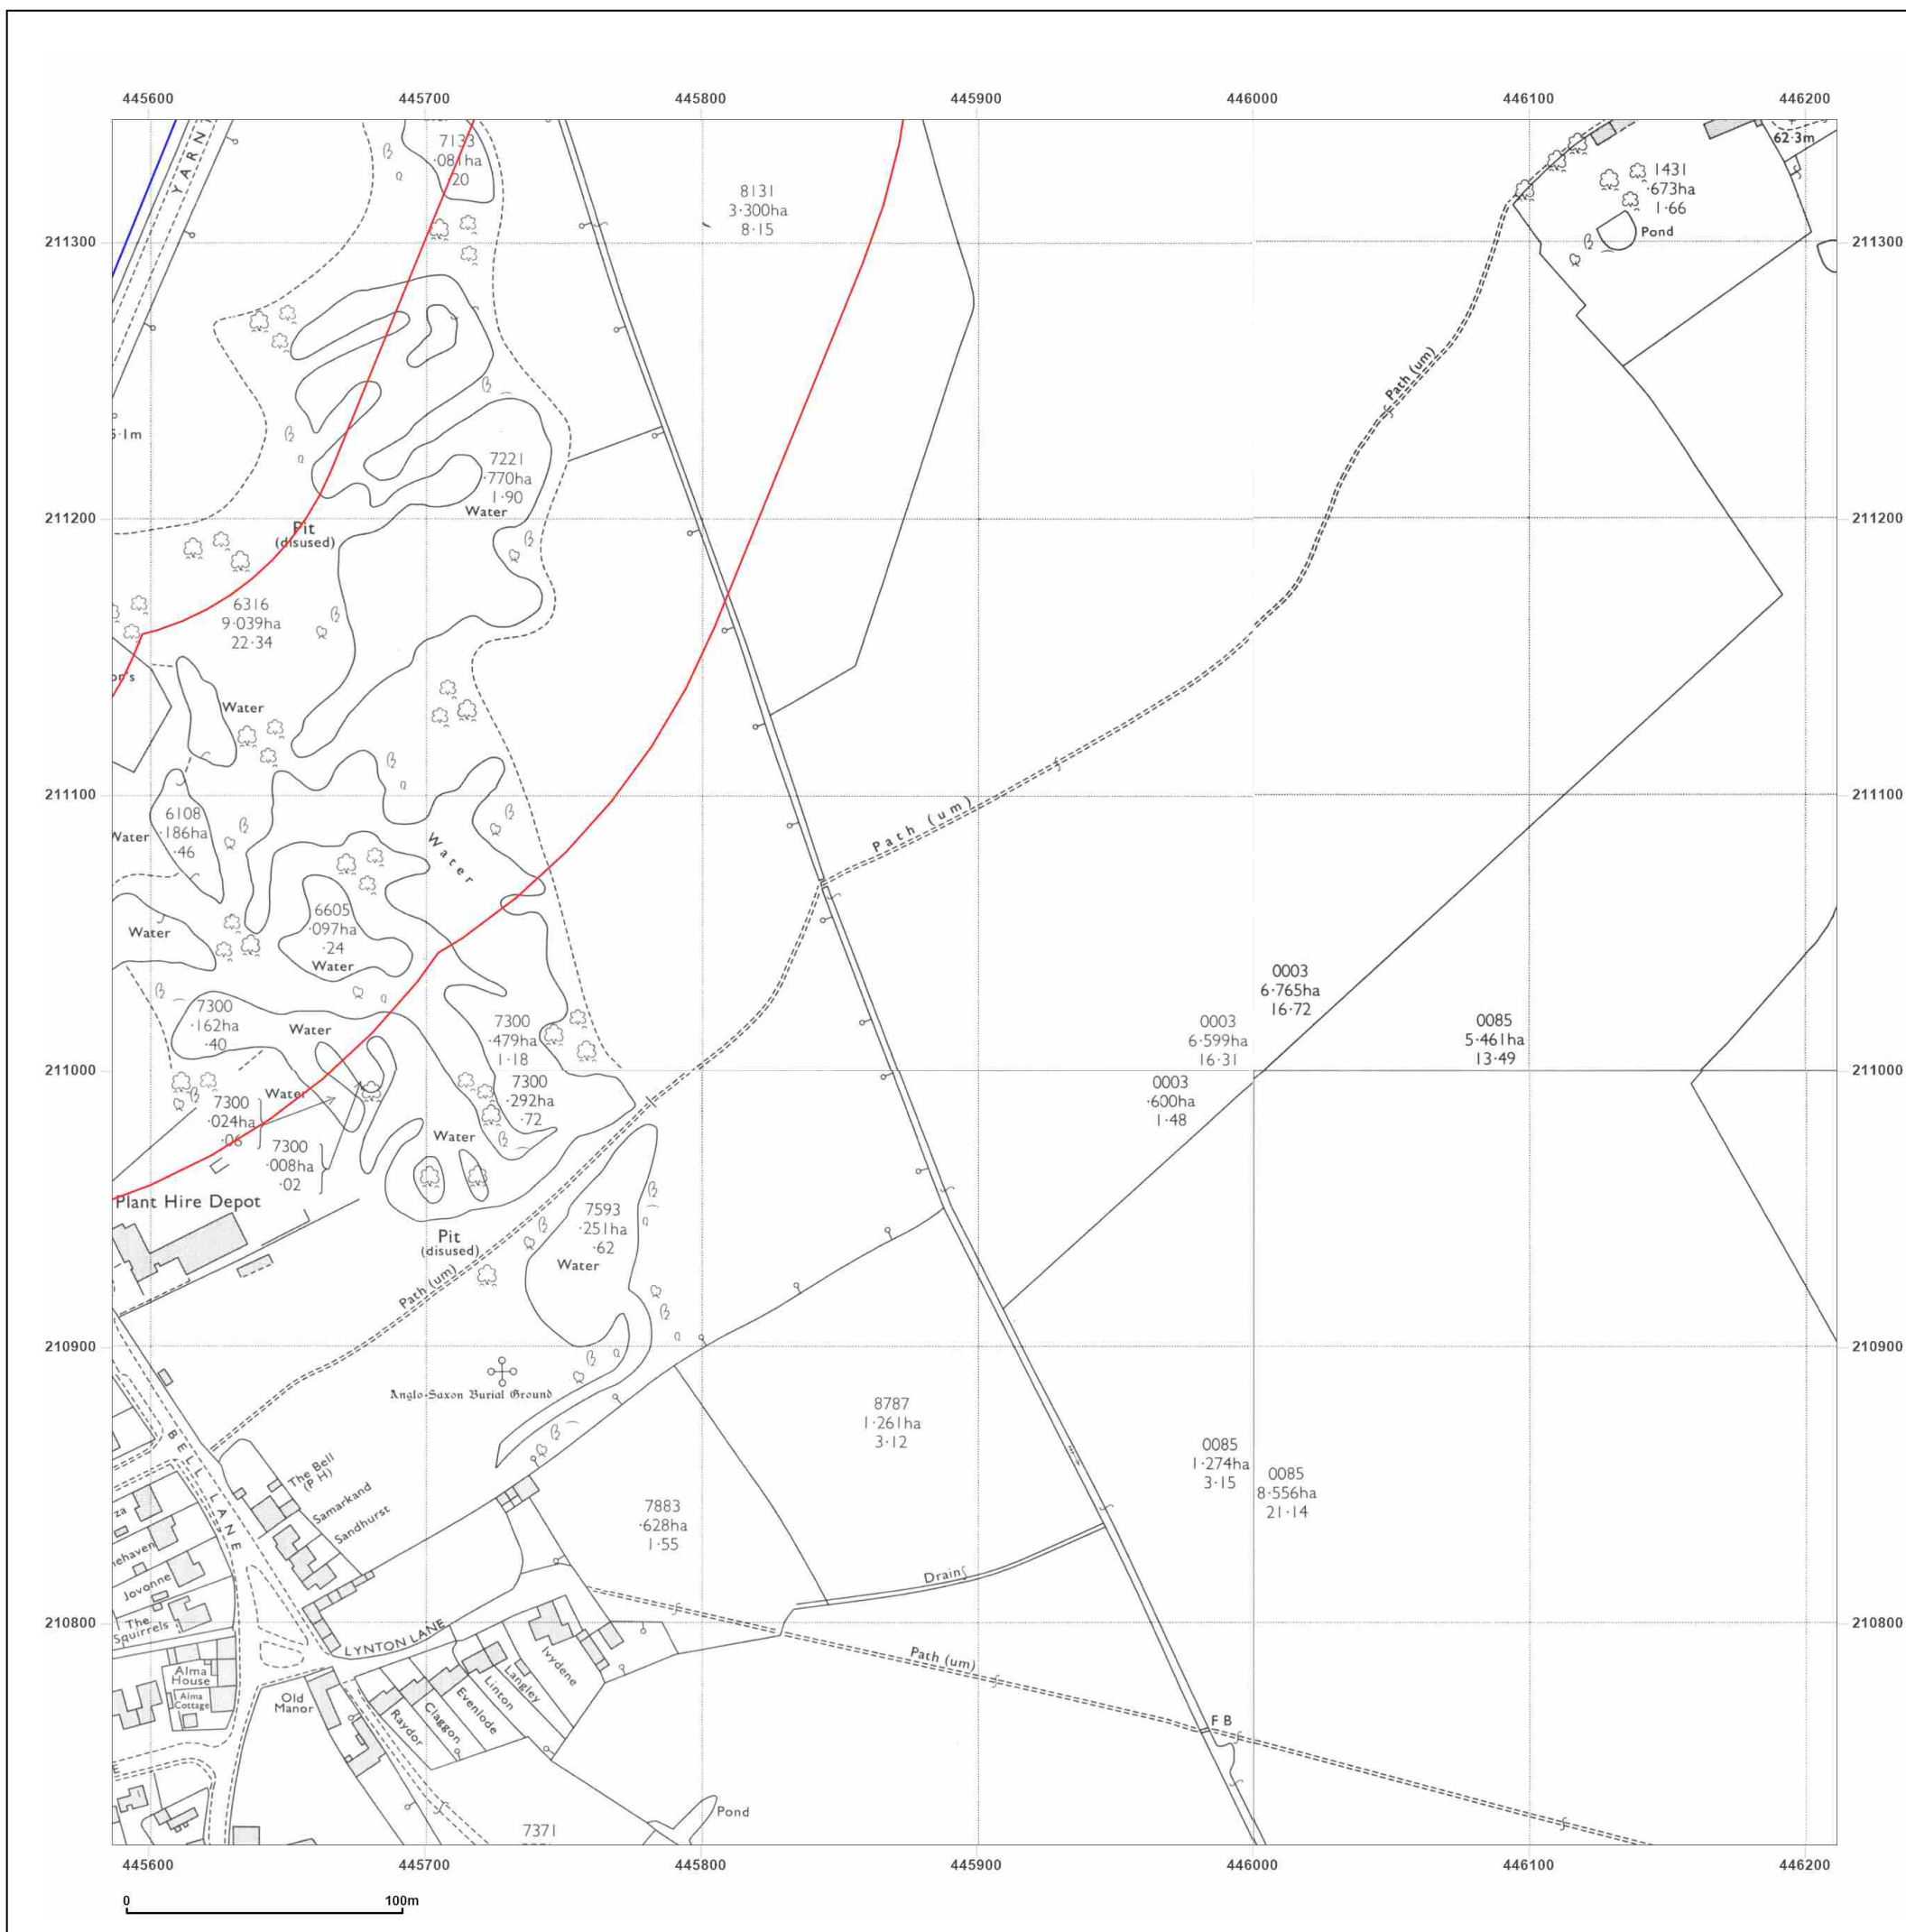 445600 445700 445800 445900 446000 446100 446200
YARN
7133
·081ha
·20
8131
3·300ha
8·15
62·3m
1431
·673ha
1·66
Pond
211300 211300
Path (um)
5·1m
7221
·770ha
1·90
Water
211200 211200
Pit
(disused)
6316
9·039ha
22·34
or's
Water
211100 211100
6108
·186ha
·46
Water
Water
Path (um)
6605
·097ha
·24
Water
Water
7300
·162ha
·40
Water
7300
·479ha
1·18
0003
6·765ha
16·72
0003
6·599ha
16·31
0085
5·461ha
13·49
211000 211000
7300
·292ha
·72
0003
·600ha
1·48
Water
7300
·024ha
·06
7300
·008ha
·02
Water
Plant Hire Depot
Pit
(disused)
7593
·251ha
·62
Water
Path (um)
210900 210900
Anglo-Saxon Burial Ground
8787
1·261ha
3·12
0085
1·274ha
3·15
0085
8·556ha
21·14
BELL LANE
The Bell
(P H)
Samarkand
Sandhurst
7883
·628ha
1·55
za
nehaven
Jovonne
The
Squirrels
Drain
210800 210800
LYNTON LANE
Path (um)
Alma
House
Alma
Cottage
Old
Manor
Raydor
Claggon
Evenlode
Linton
Langley
Ivydene
F B
E
Pond
7371
445600 445700 445800 445900 446000 446100 446200
0 100m